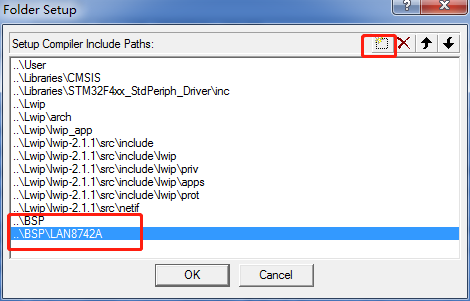 Folder Setup
?
Setup Compiler Include Paths:
..\User
..\Libraries\CMSIS
..\Libraries\STM32F4xx_StdPeriph_Driver\inc
..\Lwip
..\Lwip\arch
..\Lwip\lwip_app
..\Lwip\lwip-2.1.1\src\include
..\Lwip\lwip-2.1.1\src\include\lwip
..\Lwip\lwip-2.1.1\src\include\lwip\priv
..\Lwip\lwip-2.1.1\src\include\lwip\apps
..\Lwip\lwip-2.1.1\src\include\lwip\prot
..\Lwip\lwip-2.1.1\src\netif
..\BSP
..\BSP\LAN8742A
OK Cancel